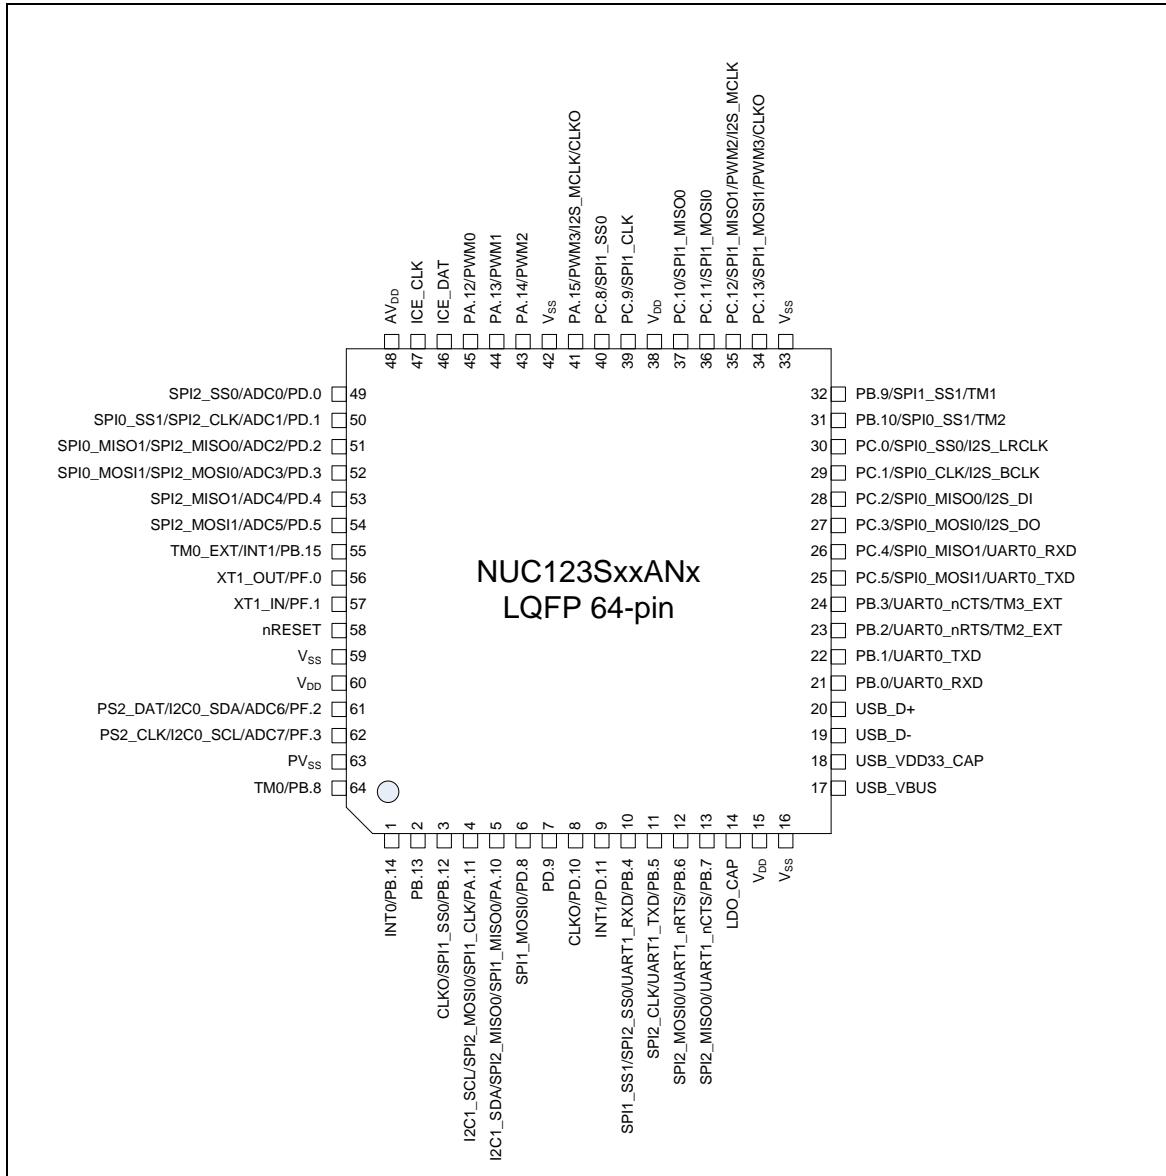 AVDD
ICE_CLK
ICE_DAT
PA.12/PWM0
PA.13/PWM1
PA.14/PWM2
VSS
PA.15/PWM3/I2S_MCLK/CLKO
PC.8/SPI1_SS0
PC.9/SPI1_CLK
VDD
PC.10/SPI1_MISO0
PC.11/SPI1_MOSI0
PC.12/SPI1_MISO1/PWM2/I2S_MCLK
PC.13/SPI1_MOSI1/PWM3/CLKO
VSS
48
47
46
45
44
43
42
41
40
39
38
37
36
35
34
33
SPI2_SS0/ADC0/PD.0 49
SPI0_SS1/SPI2_CLK/ADC1/PD.1 50
SPI0_MISO1/SPI2_MISO0/ADC2/PD.2 51
SPI0_MOSI1/SPI2_MOSI0/ADC3/PD.3 52
SPI2_MISO1/ADC4/PD.4 53
SPI2_MOSI1/ADC5/PD.5 54
TM0_EXT/INT1/PB.15 55
XT1_OUT/PF.0 56
XT1_IN/PF.1 57
nRESET 58
VSS 59
VDD 60
PS2_DAT/I2C0_SDA/ADC6/PF.2 61
PS2_CLK/I2C0_SCL/ADC7/PF.3 62
PVSS 63
TM0/PB.8 64
NUC123SxxANx
LQFP 64-pin
32 PB.9/SPI1_SS1/TM1
31 PB.10/SPI0_SS1/TM2
30 PC.0/SPI0_SS0/I2S_LRCLK
29 PC.1/SPI0_CLK/I2S_BCLK
28 PC.2/SPI0_MISO0/I2S_DI
27 PC.3/SPI0_MOSI0/I2S_DO
26 PC.4/SPI0_MISO1/UART0_RXD
25 PC.5/SPI0_MOSI1/UART0_TXD
24 PB.3/UART0_nCTS/TM3_EXT
23 PB.2/UART0_nRTS/TM2_EXT
22 PB.1/UART0_TXD
21 PB.0/UART0_RXD
20 USB_D+
19 USB_D-
18 USB_VDD33_CAP
17 USB_VBUS
1
2
3
4
5
6
7
8
9
10
11
12
13
14
15
16
INT0/PB.14
PB.13
CLKO/SPI1_SS0/PB.12
I2C1_SCL/SPI2_MOSI0/SPI1_CLK/PA.11
I2C1_SDA/SPI2_MISO0/SPI1_MISO0/PA.10
SPI1_MOSI0/PD.8
PD.9
CLKO/PD.10
INT1/PD.11
SPI1_SS1/SPI2_SS0/UART1_RXD/PB.4
SPI2_CLK/UART1_TXD/PB.5
SPI2_MOSI0/UART1_nRTS/PB.6
SPI2_MISO0/UART1_nCTS/PB.7
LDO_CAP
VDD
VSS